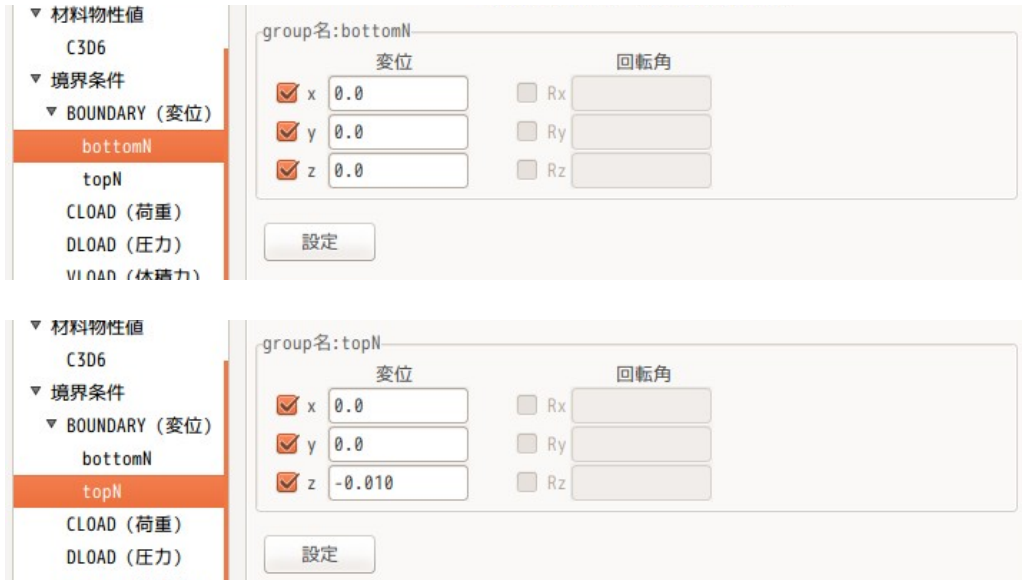 材料物性値
C3D6
境界条件
BOUNDARY (変位)
bottomN
topN
CLOAD (荷重)
DLOAD (圧力)
VLOAD (体積力)
group名:bottomN
変位 回転角
x 0.0 Rx
y 0.0 Ry
z 0.0 Rz
設定
材料物性値
C3D6
境界条件
BOUNDARY (変位)
bottomN
topN
CLOAD (荷重)
DLOAD (圧力)
group名:topN
変位 回転角
x 0.0 Rx
y 0.0 Ry
z -0.010 Rz
設定